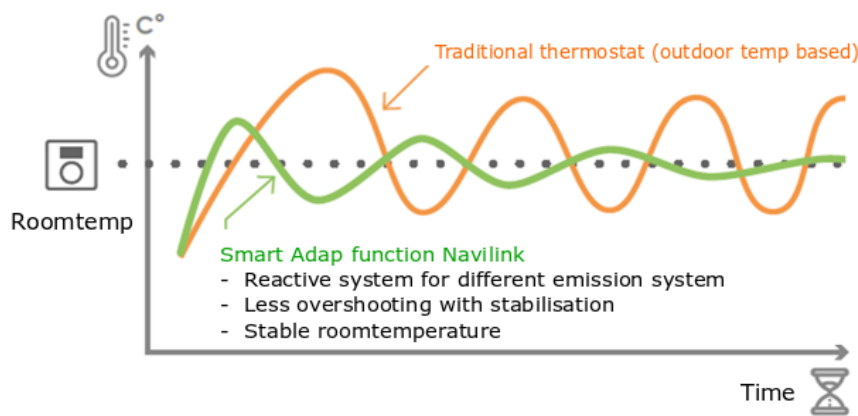 C°
Traditional thermostat (outdoor temp based)
Roomtemp
Smart Adap function Navilink
- Reactive system for different emission system
- Less overshooting with stabilisation
- Stable roomtemperature
Time